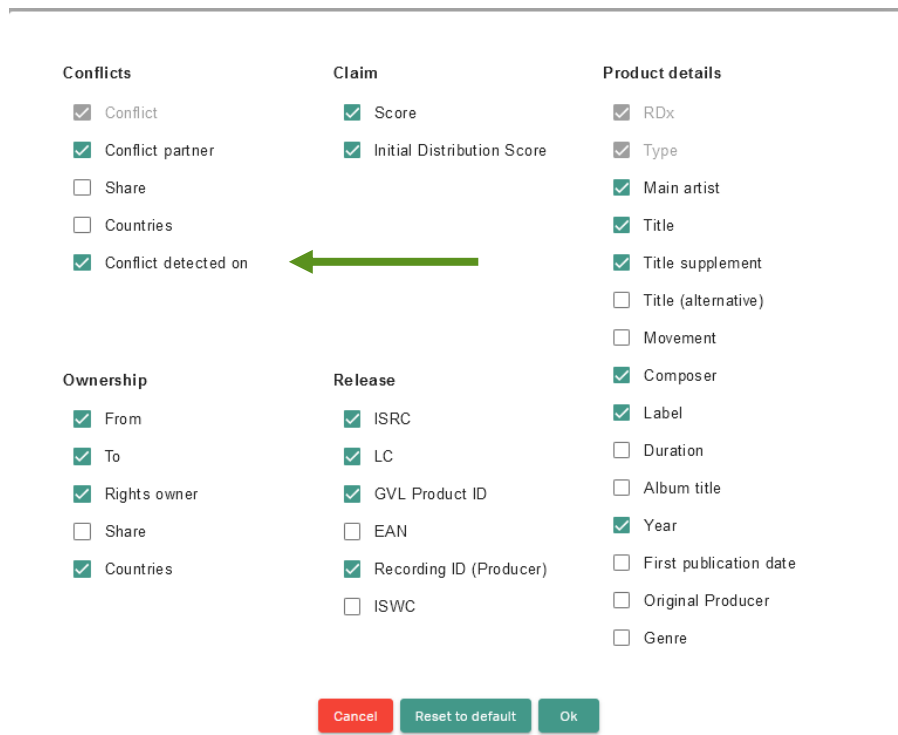 Conflicts
Conflict
Conflict partner
Share
Countries
Conflict detected on
Claim
Score
Initial Distribution Score
Product details
RDx
Type
Main artist
Title
Title supplement
Title (alternative)
Movement
Composer
Label
Duration
Album title
Year
First publication date
Original Producer
Genre
Ownership
From
To
Rights owner
Share
Countries
Release
ISRC
LC
GVL Product ID
EAN
Recording ID (Producer)
ISWC
Cancel
Reset to default
Ok